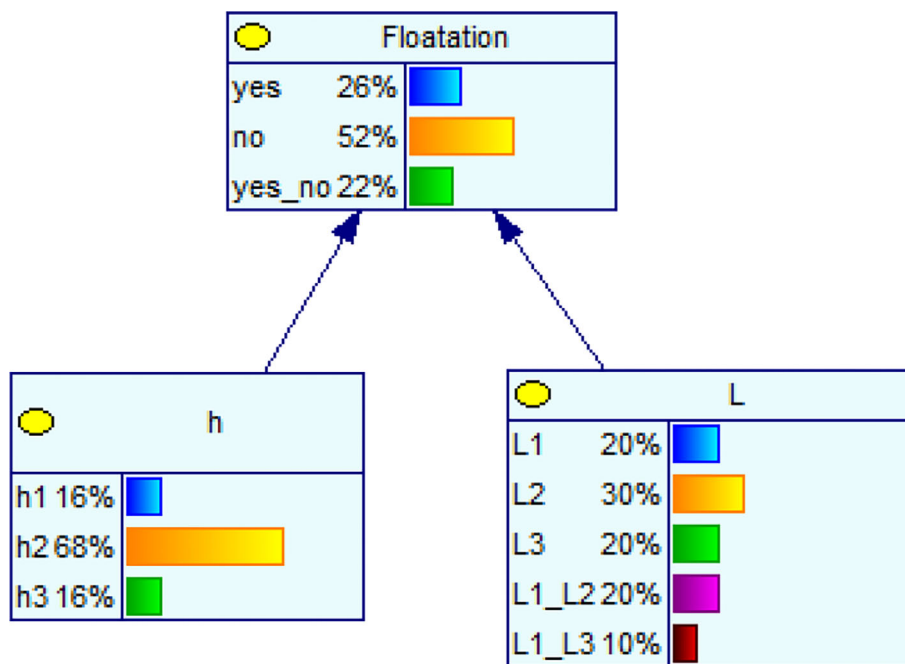 Floatation
yes 26%
no 52%
yes_no 22%
h
h1 16%
h2 68%
h3 16%
L
L1 20%
L2 30%
L3 20%
L1_L2 20%
L1_L3 10%